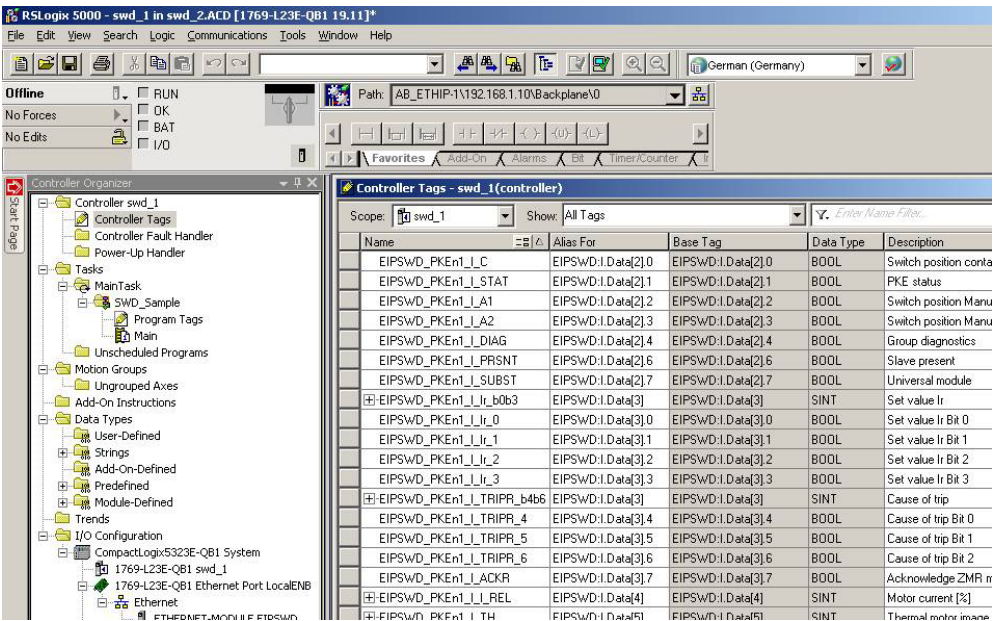 RSLogix 5000 - swd_1 in swd_2.ACD [1769-L23E-QB1 19.11]*
File Edit View Search Logic Communications Tools Window Help
German (Germany)
Offline RUN
No Forces OK
No Edits BAT
I/O
Path: AB_ETHIP-1\192.168.1.10\Backplane\0
Favorites Add-On Alarms Bit Timer/Counter
Start Page
Controller Organizer
Controller swd_1
Controller Tags
Controller Fault Handler
Power-Up Handler
Tasks
MainTask
SWD_Sample
Program Tags
Main
Unscheduled Programs
Motion Groups
Ungrouped Axes
Add-On Instructions
Data Types
User-Defined
Strings
Add-On-Defined
Predefined
Module-Defined
Trends
I/O Configuration
CompactLogix5323E-QB1 System
1769-L23E-QB1 swd_1
1769-L23E-QB1 Ethernet Port LocalENB
Ethernet
ETHERNET-MODULE EIPSWD
Controller Tags - swd_1(controller)
Scope: swd_1 Show: All Tags Enter Name Filter...
Name Alias For Base Tag Data Type Description
EIPSWD_PKEn1_I_C EIPSWD:I.Data[2].0 EIPSWD:I.Data[2].0 BOOL Switch position conta
EIPSWD_PKEn1_I_STAT EIPSWD:I.Data[2].1 EIPSWD:I.Data[2].1 BOOL PKE status
EIPSWD_PKEn1_I_A1 EIPSWD:I.Data[2].2 EIPSWD:I.Data[2].2 BOOL Switch position Manu
EIPSWD_PKEn1_I_A2 EIPSWD:I.Data[2].3 EIPSWD:I.Data[2].3 BOOL Switch position Manu
EIPSWD_PKEn1_I_DIAG EIPSWD:I.Data[2].4 EIPSWD:I.Data[2].4 BOOL Group diagnostics
EIPSWD_PKEn1_I_PRSNT EIPSWD:I.Data[2].6 EIPSWD:I.Data[2].6 BOOL Slave present
EIPSWD_PKEn1_I_SUBST EIPSWD:I.Data[2].7 EIPSWD:I.Data[2].7 BOOL Universal module
EIPSWD_PKEn1_I_Ir_b0b3 EIPSWD:I.Data[3] EIPSWD:I.Data[3] SINT Set value Ir
EIPSWD_PKEn1_I_Ir_0 EIPSWD:I.Data[3].0 EIPSWD:I.Data[3].0 BOOL Set value Ir Bit 0
EIPSWD_PKEn1_I_Ir_1 EIPSWD:I.Data[3].1 EIPSWD:I.Data[3].1 BOOL Set value Ir Bit 1
EIPSWD_PKEn1_I_Ir_2 EIPSWD:I.Data[3].2 EIPSWD:I.Data[3].2 BOOL Set value Ir Bit 2
EIPSWD_PKEn1_I_Ir_3 EIPSWD:I.Data[3].3 EIPSWD:I.Data[3].3 BOOL Set value Ir Bit 3
EIPSWD_PKEn1_I_TRIPR_b4b6 EIPSWD:I.Data[3] EIPSWD:I.Data[3] SINT Cause of trip
EIPSWD_PKEn1_I_TRIPR_4 EIPSWD:I.Data[3].4 EIPSWD:I.Data[3].4 BOOL Cause of trip Bit 0
EIPSWD_PKEn1_I_TRIPR_5 EIPSWD:I.Data[3].5 EIPSWD:I.Data[3].5 BOOL Cause of trip Bit 1
EIPSWD_PKEn1_I_TRIPR_6 EIPSWD:I.Data[3].6 EIPSWD:I.Data[3].6 BOOL Cause of trip Bit 2
EIPSWD_PKEn1_I_ACKR EIPSWD:I.Data[3].7 EIPSWD:I.Data[3].7 BOOL Acknowledge ZMR m
EIPSWD_PKEn1_I_I_REL EIPSWD:I.Data[4] EIPSWD:I.Data[4] SINT Motor current [%]
EIPSWD_PKEn1_I_TH EIPSWD:I.Data[5] EIPSWD:I.Data[5] SINT Thermal motor image